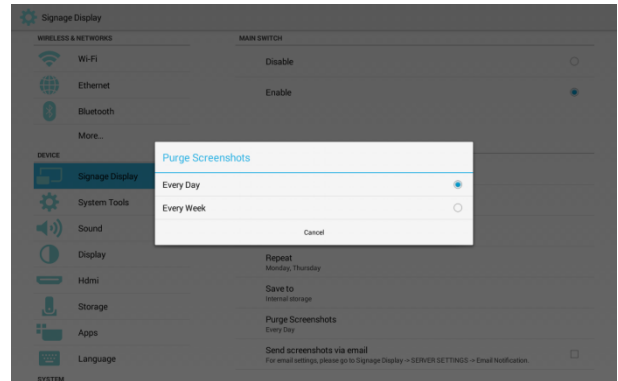 Signage Display
WIRELESS & NETWORKS
Wi-Fi
Ethernet
Bluetooth
More...
DEVICE
Signage Display
System Tools
Sound
Display
Hdmi
Storage
Apps
Language
SYSTEM
MAIN SWITCH
Disable
Enable
Purge Screenshots
Every Day
Every Week
Cancel
Repeat
Monday, Thursday
Save to
Internal storage
Purge Screenshots
Every Day
Send screenshots via email
For email settings, please go to Signage Display -> SERVER SETTINGS -> Email Notification.